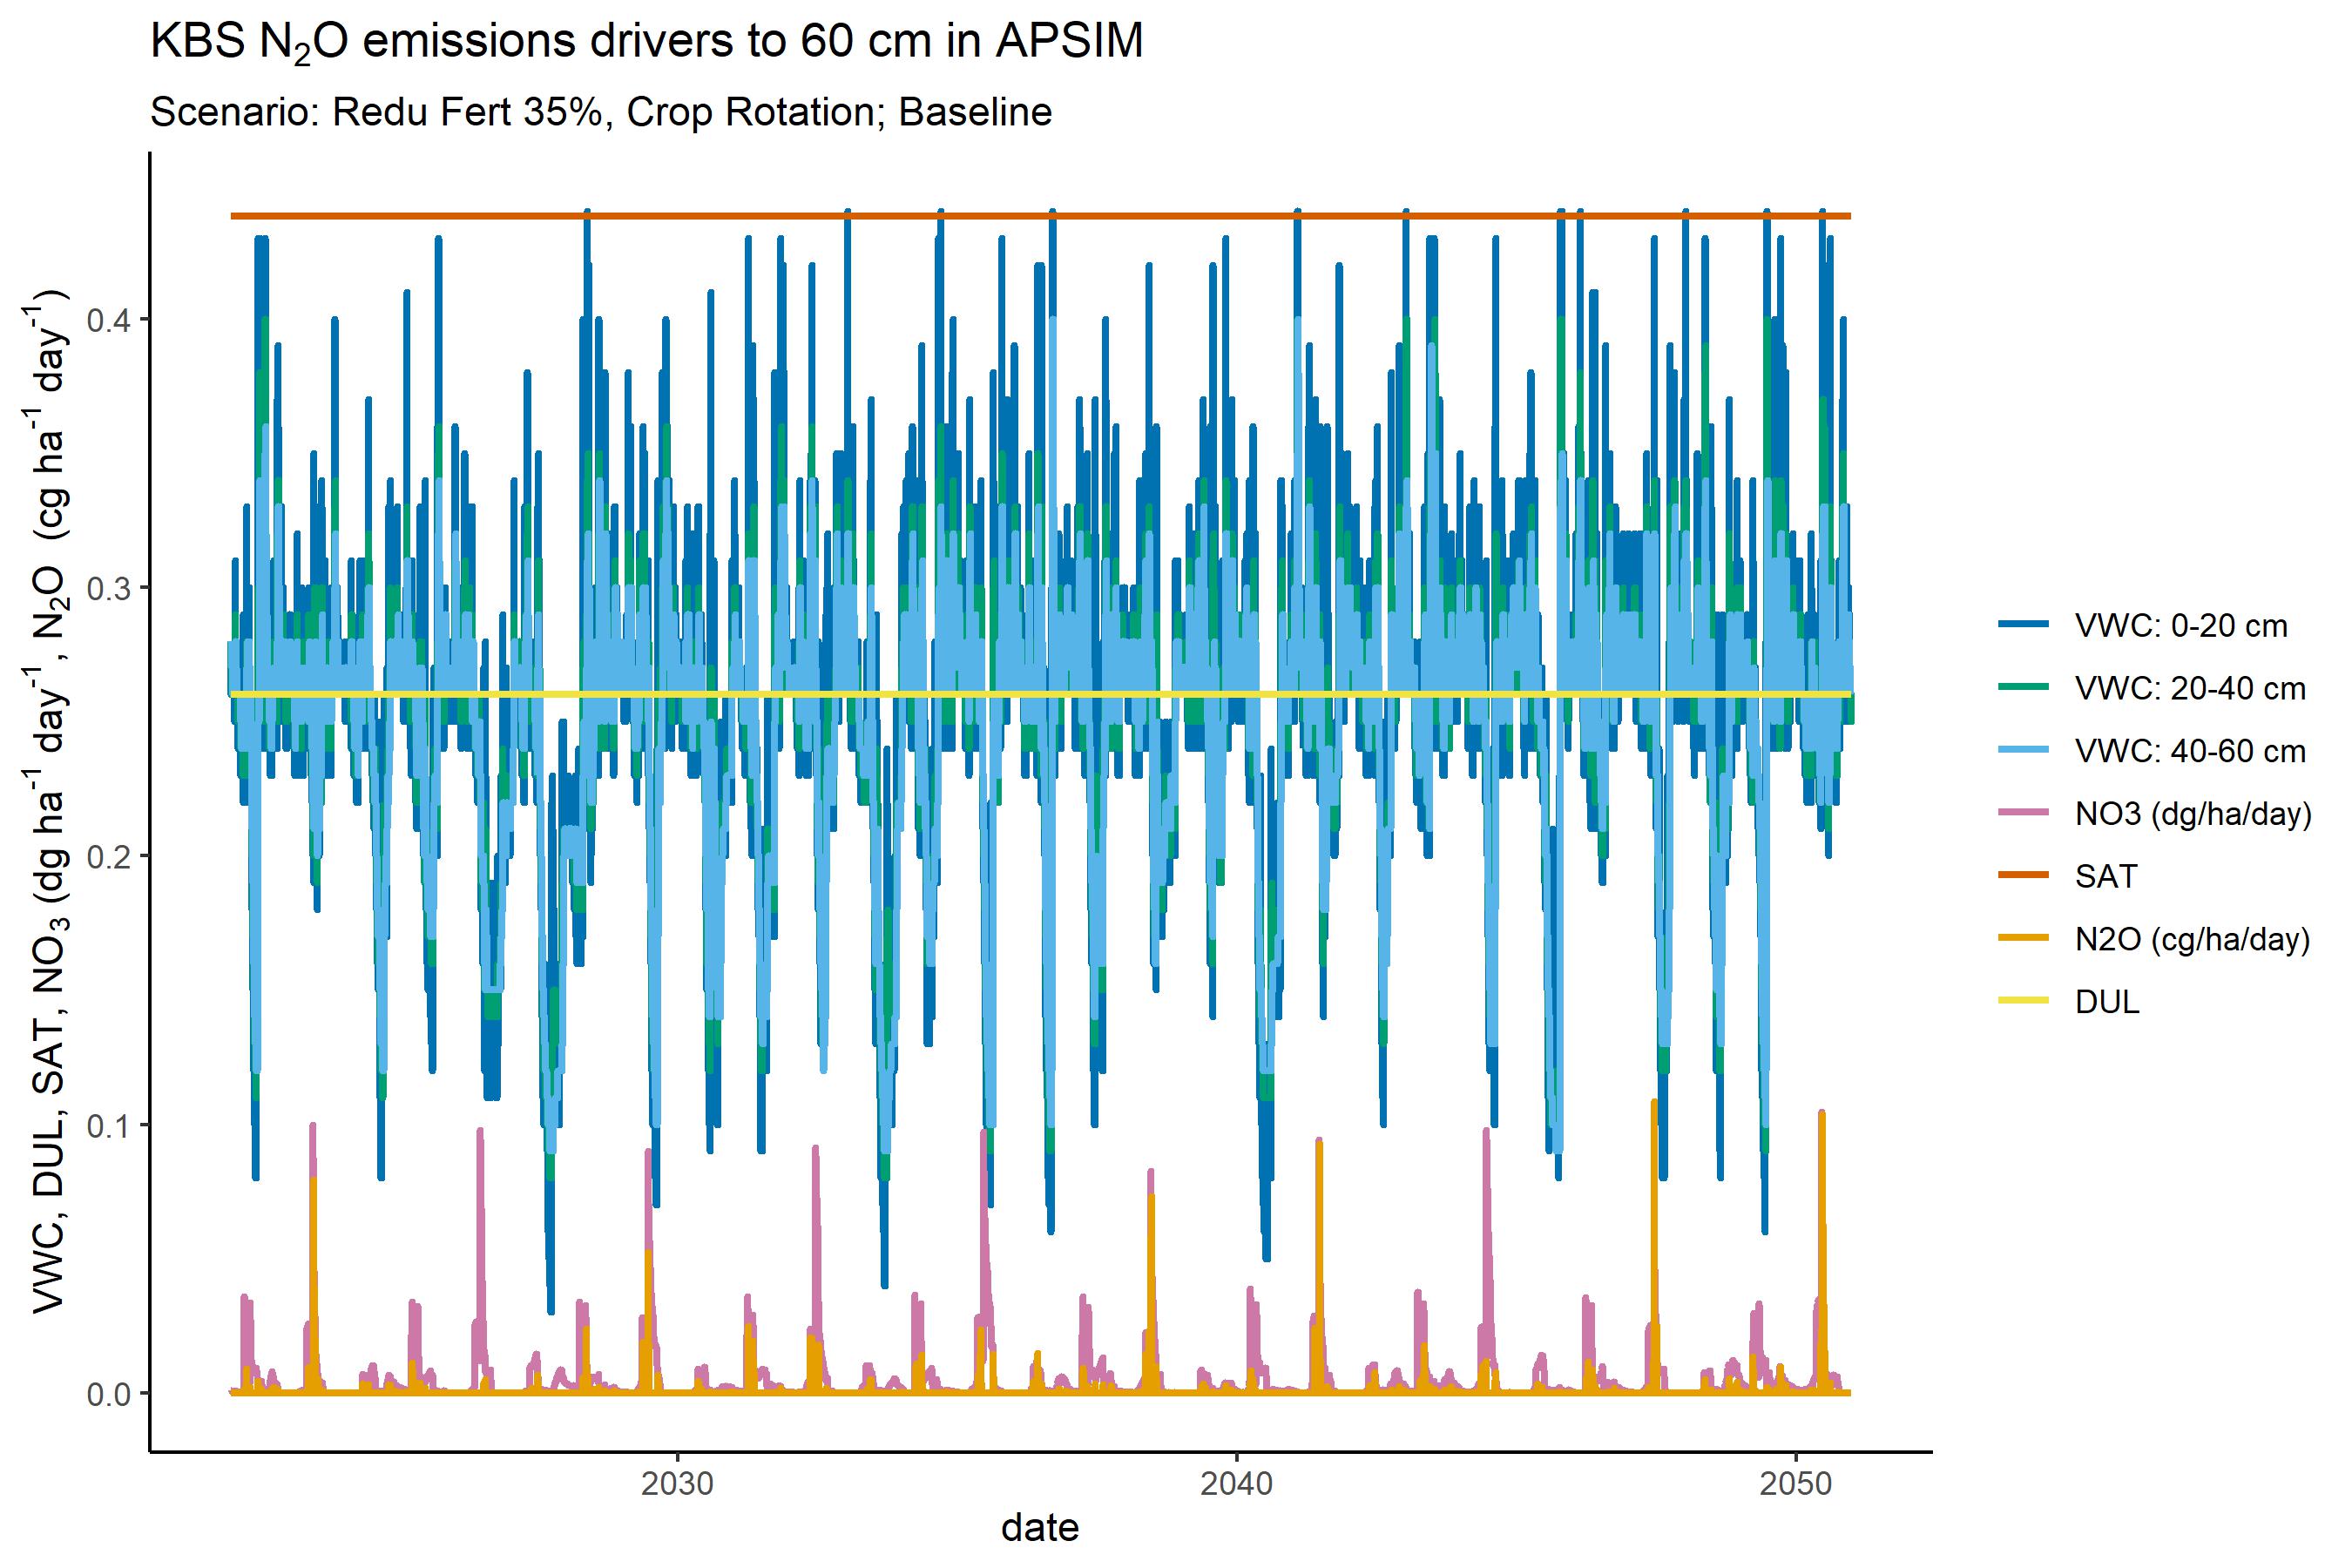 KBS N₂O emissions drivers to 60 cm in APSIM
Scenario: Redu Fert 35%, Crop Rotation; Baseline
VWC, DUL, SAT, NO₃ (dg ha⁻¹ day⁻¹, N₂O (cg ha⁻¹ day⁻¹)
0.4
0.3
0.2
0.1
0.0
2030
2040
2050
date
VWC: 0-20 cm
VWC: 20-40 cm
VWC: 40-60 cm
NO3 (dg/ha/day)
SAT
N2O (cg/ha/day)
DUL